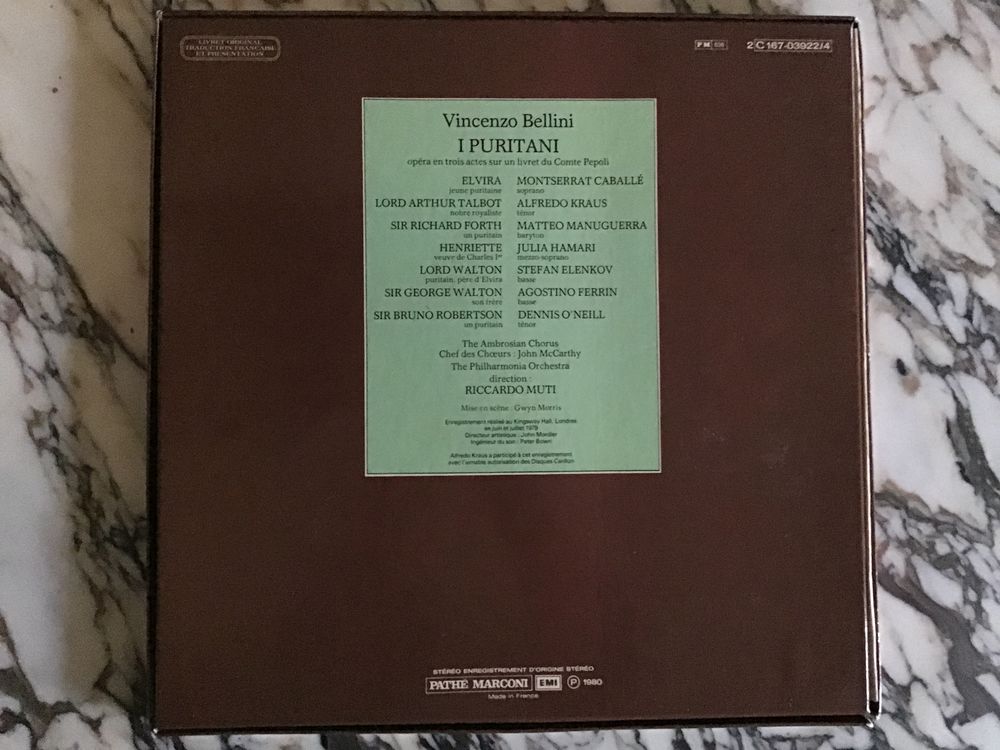 LIVRET ORIGINAL
TRADUCTION FRANÇAISE
ET PRÉSENTATION
PM 2C 167-03922/4
Vincenzo Bellini
I PURITANI
opéra en trois actes sur un livret du Comte Pepoli
ELVIRA MONTSERRAT CABALLÉ
jeune puritaine soprano
LORD ARTHUR TALBOT ALFREDO KRAUS
noble royaliste ténor
SIR RICHARD FORTH MATTEO MANUGUERRA
un puritain baryton
HENRIETTE JULIA HAMARI
veuve de Charles Ier mezzo-soprano
LORD WALTON STEFAN ELENKOV
puritain, père d'Elvira basse
SIR GEORGE WALTON AGOSTINO FERRIN
son frère basse
SIR BRUNO ROBERTSON DENNIS O'NEILL
un puritain ténor
The Ambrosian Chorus
Chef des Chœurs : John McCarthy
The Philharmonia Orchestra
direction :
RICCARDO MUTI
Mise en scène : Gwyn Morris
Enregistrement réalisé au Kingsway Hall, Londres
en juin et juillet 1979
Directeur artistique : John Mordler
Ingénieur du son : Peter Bown
Alfredo Kraus a participé à cet enregistrement
avec l'aimable autorisation des Disques Carillon
STÉRÉO ENREGISTREMENT D'ORIGINE STÉRÉO
PATHÉ MARCONI EMI Ⓟ 1980
Made in France